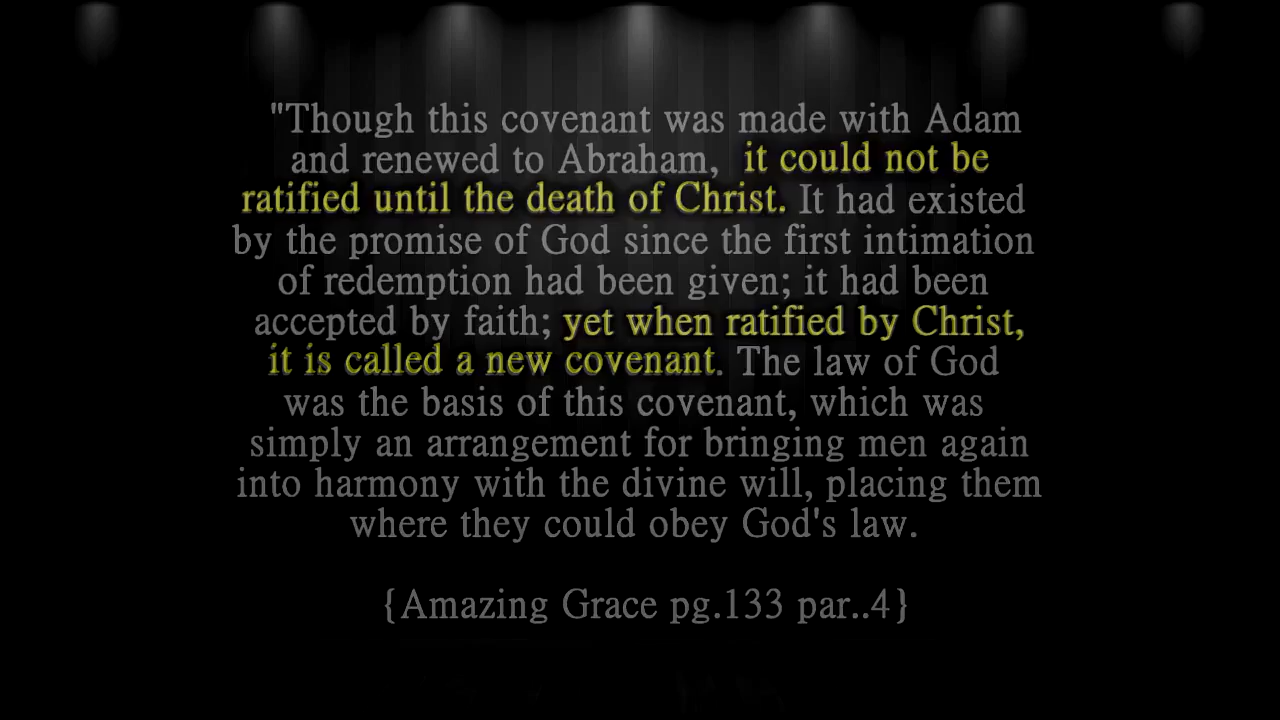 "Though this covenant was made with Adam
and renewed to Abraham, it could not be
ratified until the death of Christ. It had existed
by the promise of God since the first intimation
of redemption had been given; it had been
accepted by faith; yet when ratified by Christ,
it is called a new covenant. The law of God
was the basis of this covenant, which was
simply an arrangement for bringing men again
into harmony with the divine will, placing them
where they could obey God's law.
{Amazing Grace pg.133 par..4}